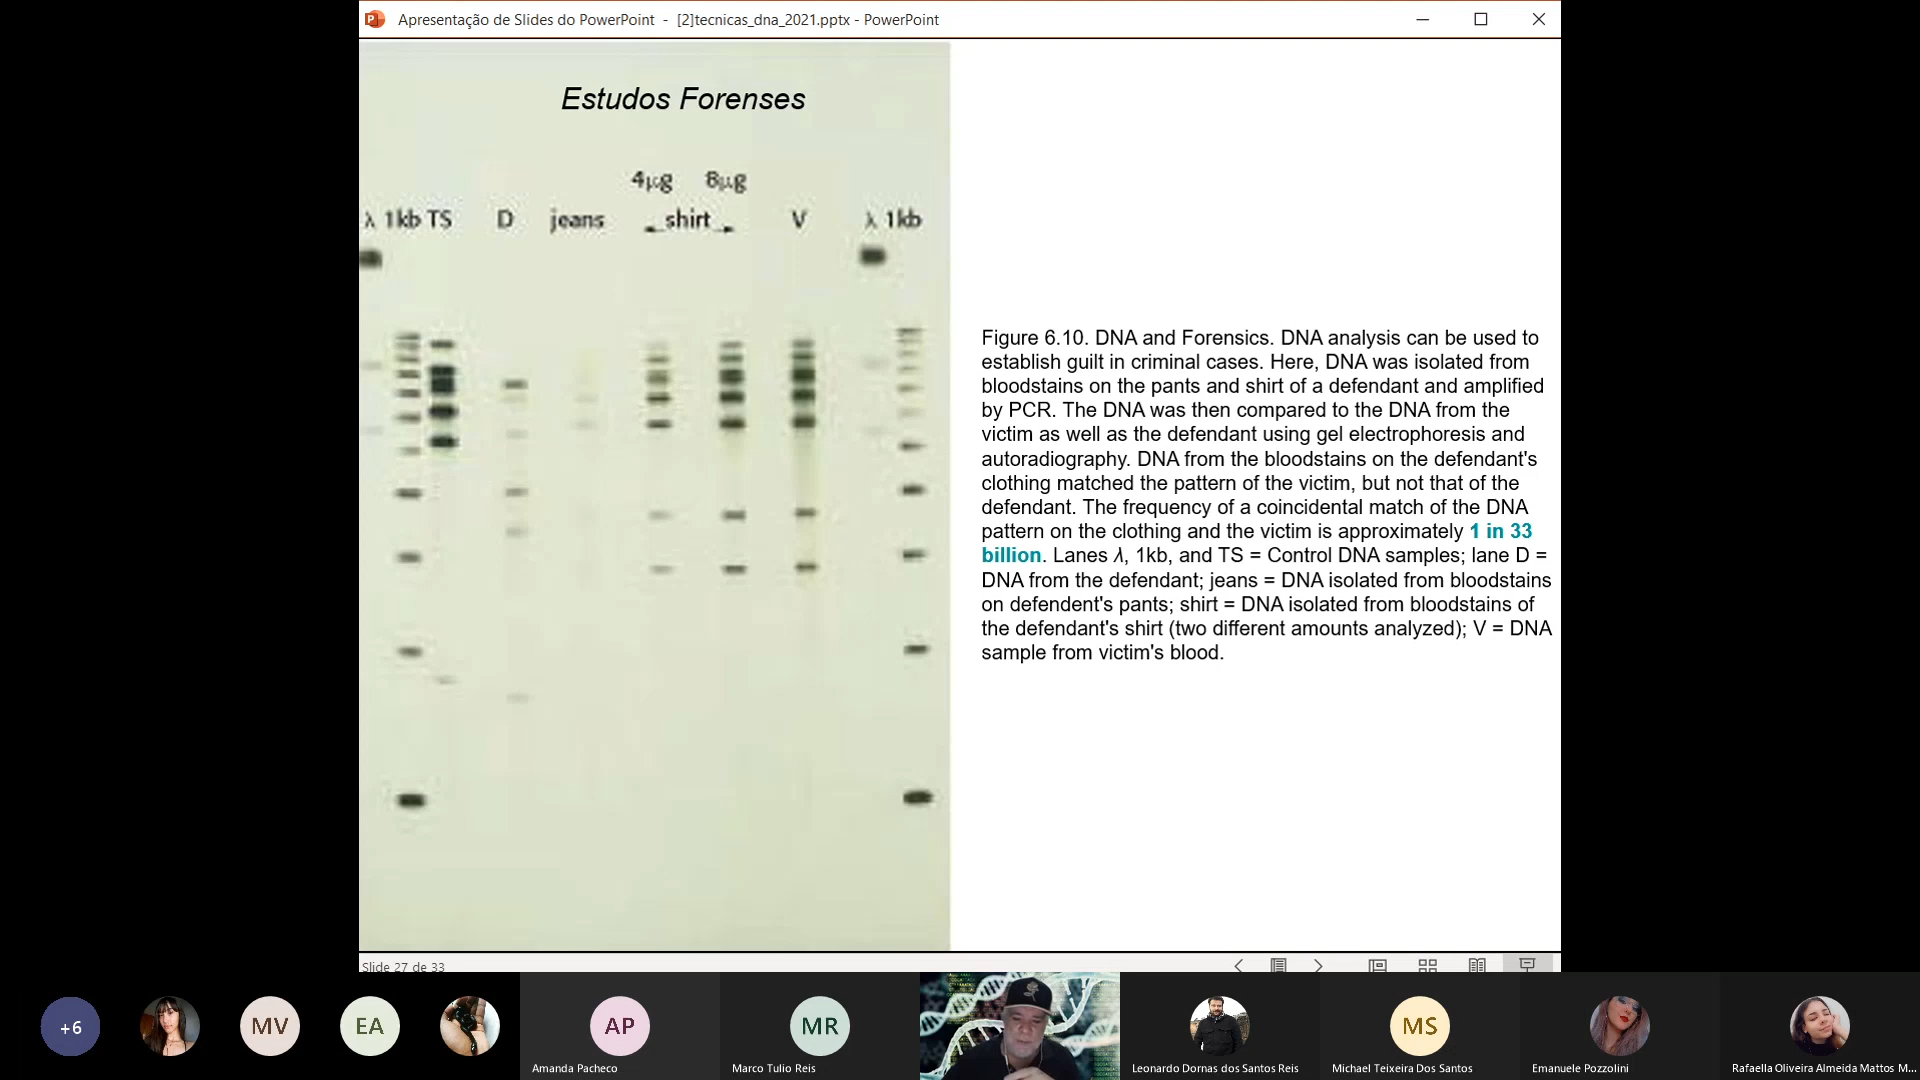 Apresentação de Slides do PowerPoint - [2]tecnicas_dna_2021.pptx - PowerPoint
Estudos Forenses
4µg 8µg
λ 1kb TS D jeans shirt V λ 1kb
Figure 6.10. DNA and Forensics. DNA analysis can be used to
establish guilt in criminal cases. Here, DNA was isolated from
bloodstains on the pants and shirt of a defendant and amplified
by PCR. The DNA was then compared to the DNA from the
victim as well as the defendant using gel electrophoresis and
autoradiography. DNA from the bloodstains on the defendant's
clothing matched the pattern of the victim, but not that of the
defendant. The frequency of a coincidental match of the DNA
pattern on the clothing and the victim is approximately 1 in 33
billion. Lanes λ, 1kb, and TS = Control DNA samples; lane D =
DNA from the defendant; jeans = DNA isolated from bloodstains
on defendent's pants; shirt = DNA isolated from bloodstains of
the defendant's shirt (two different amounts analyzed); V = DNA
sample from victim's blood.
Slide 27 de 33
+6 MV EA AP MR MS
Amanda Pacheco Marco Tulio Reis Leonardo Dornas dos Santos Reis Michael Teixeira Dos Santos Emanuele Pozzolini Rafaella Oliveira Almeida Mattos M...